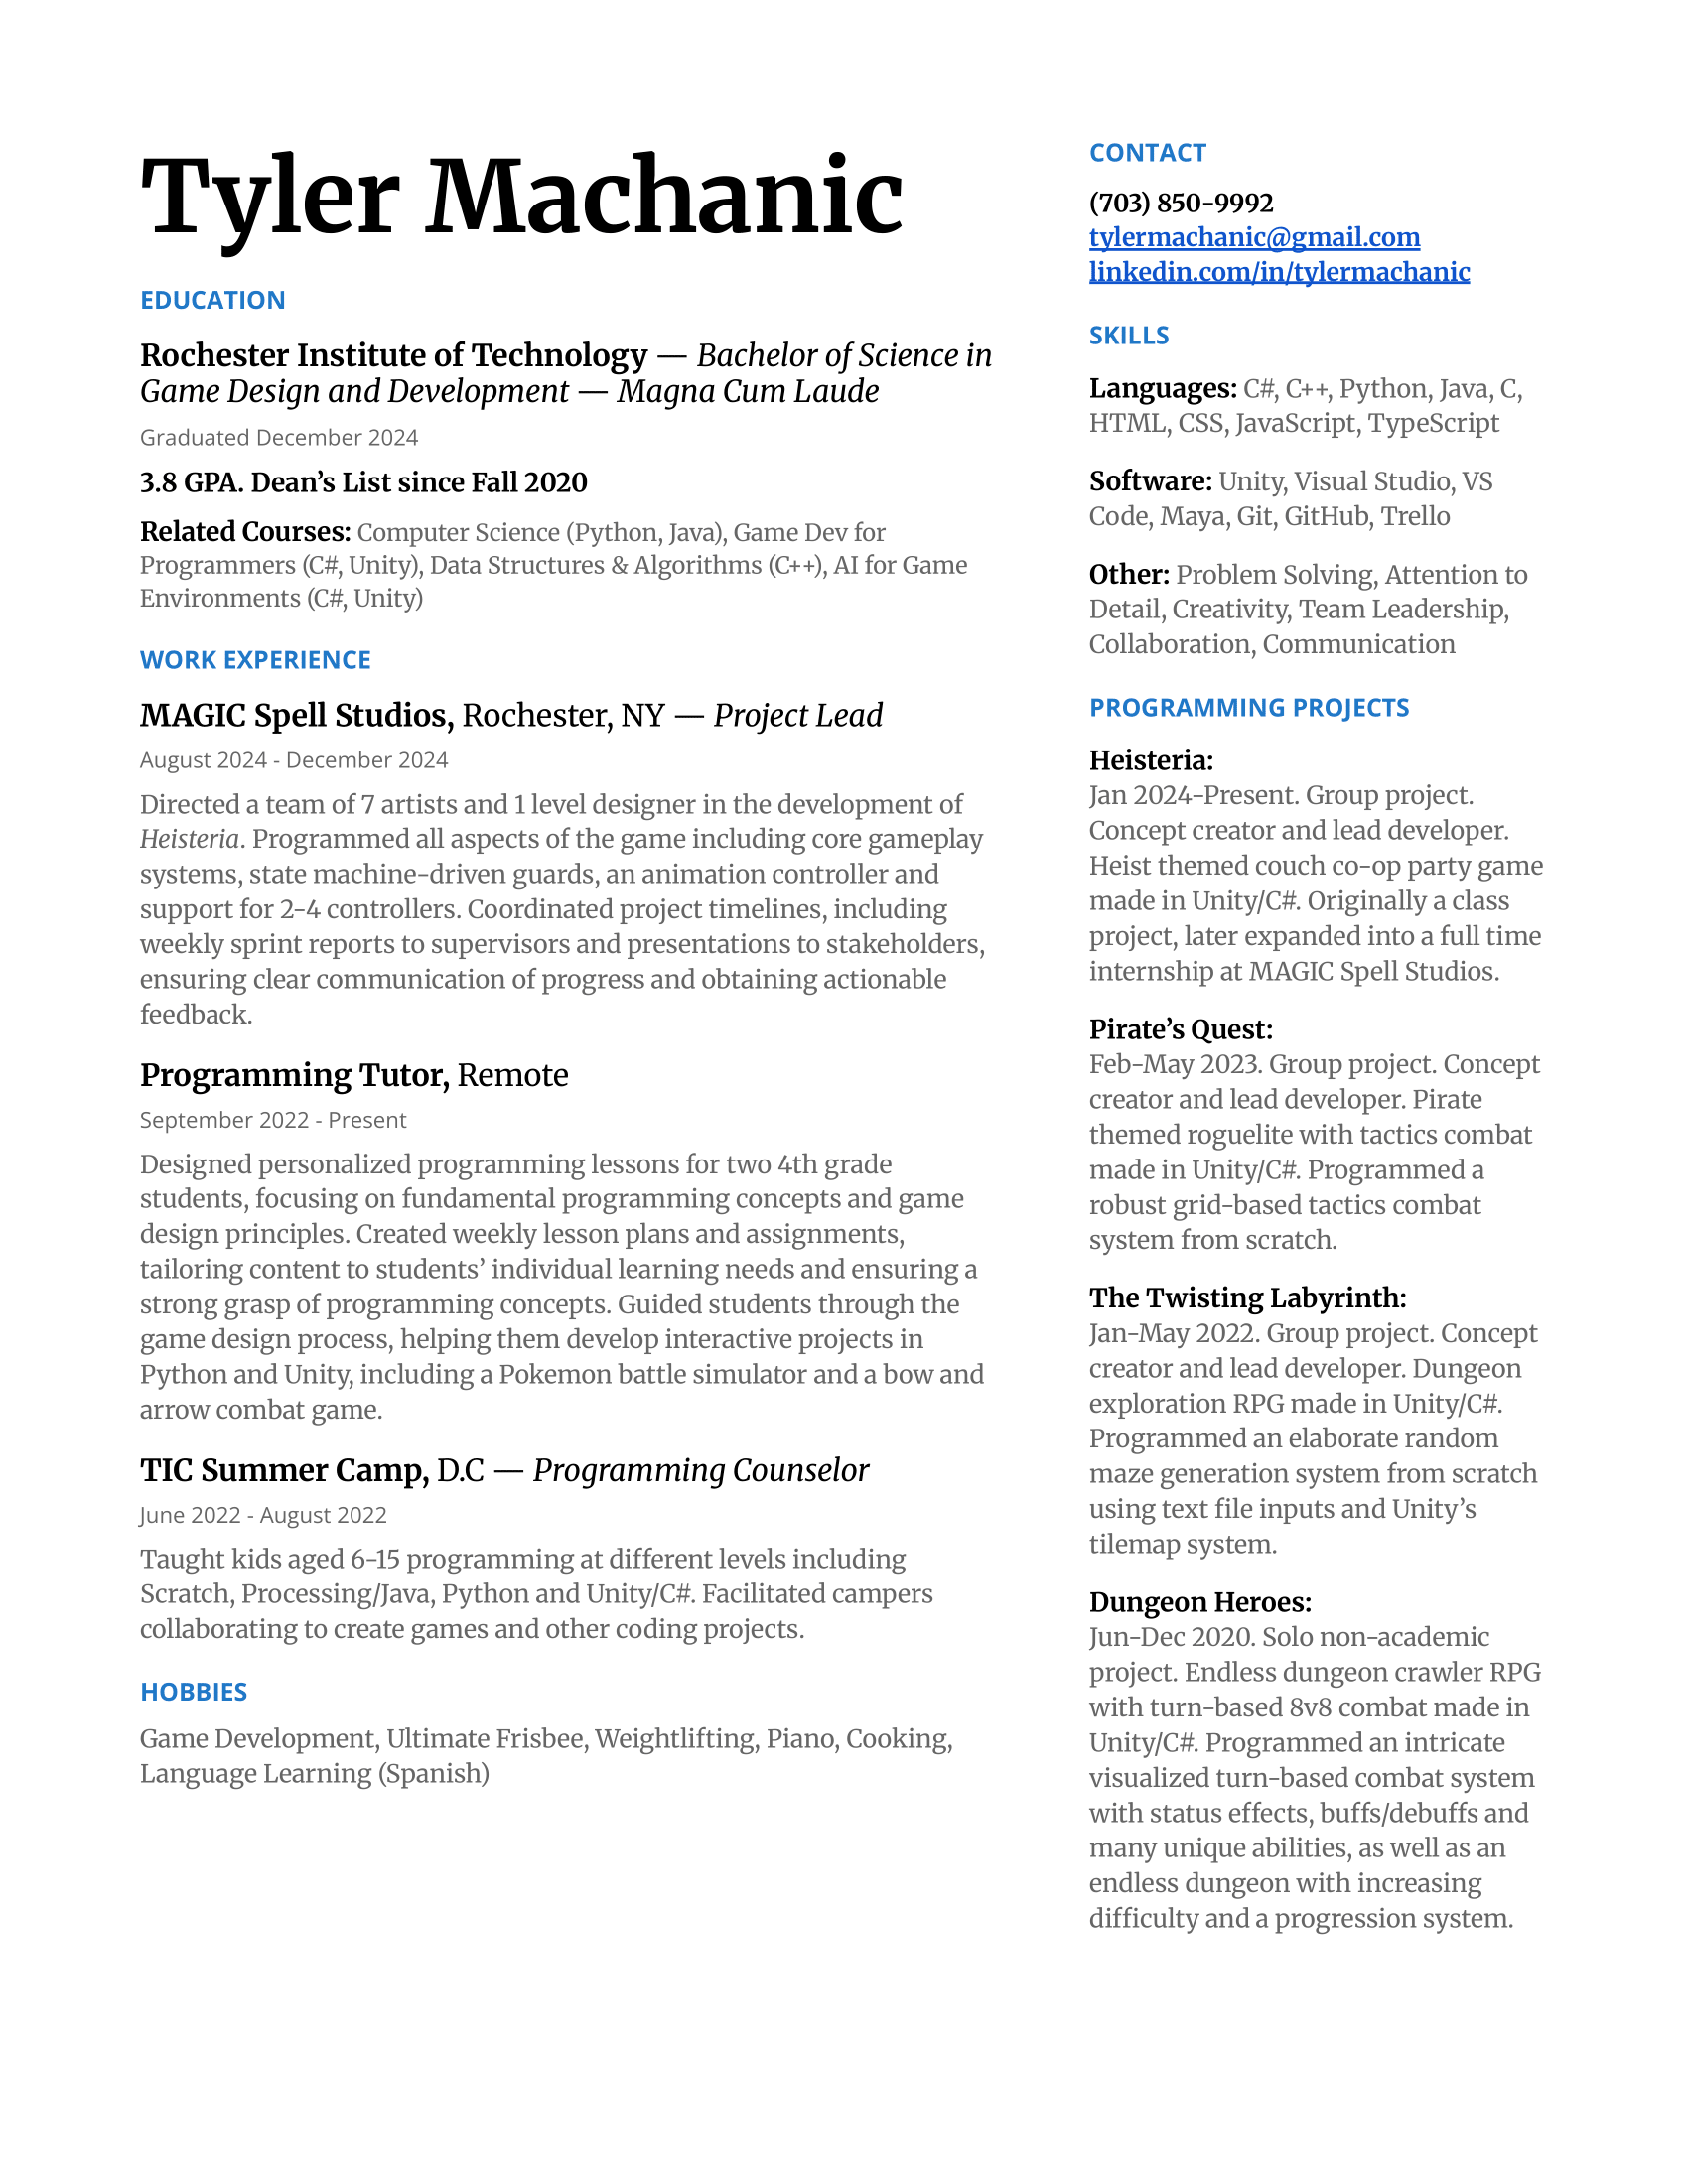 Tyler Machanic
EDUCATION
Rochester Institute of Technology — Bachelor of Science in
Game Design and Development — Magna Cum Laude
Graduated December 2024
3.8 GPA. Dean’s List since Fall 2020
Related Courses: Computer Science (Python, Java), Game Dev for
Programmers (C#, Unity), Data Structures & Algorithms (C++), AI for Game
Environments (C#, Unity)
WORK EXPERIENCE
MAGIC Spell Studios, Rochester, NY — Project Lead
August 2024 - December 2024
Directed a team of 7 artists and 1 level designer in the development of
Heisteria. Programmed all aspects of the game including core gameplay
systems, state machine-driven guards, an animation controller and
support for 2-4 controllers. Coordinated project timelines, including
weekly sprint reports to supervisors and presentations to stakeholders,
ensuring clear communication of progress and obtaining actionable
feedback.
Programming Tutor, Remote
September 2022 - Present
Designed personalized programming lessons for two 4th grade
students, focusing on fundamental programming concepts and game
design principles. Created weekly lesson plans and assignments,
tailoring content to students’ individual learning needs and ensuring a
strong grasp of programming concepts. Guided students through the
game design process, helping them develop interactive projects in
Python and Unity, including a Pokemon battle simulator and a bow and
arrow combat game.
TIC Summer Camp, D.C — Programming Counselor
June 2022 - August 2022
Taught kids aged 6-15 programming at different levels including
Scratch, Processing/Java, Python and Unity/C#. Facilitated campers
collaborating to create games and other coding projects.
HOBBIES
Game Development, Ultimate Frisbee, Weightlifting, Piano, Cooking,
Language Learning (Spanish)
CONTACT
(703) 850-9992
tylermachanic@gmail.com
linkedin.com/in/tylermachanic
SKILLS
Languages: C#, C++, Python, Java, C,
HTML, CSS, JavaScript, TypeScript
Software: Unity, Visual Studio, VS
Code, Maya, Git, GitHub, Trello
Other: Problem Solving, Attention to
Detail, Creativity, Team Leadership,
Collaboration, Communication
PROGRAMMING PROJECTS
Heisteria:
Jan 2024-Present. Group project.
Concept creator and lead developer.
Heist themed couch co-op party game
made in Unity/C#. Originally a class
project, later expanded into a full time
internship at MAGIC Spell Studios.
Pirate’s Quest:
Feb-May 2023. Group project. Concept
creator and lead developer. Pirate
themed roguelite with tactics combat
made in Unity/C#. Programmed a
robust grid-based tactics combat
system from scratch.
The Twisting Labyrinth:
Jan-May 2022. Group project. Concept
creator and lead developer. Dungeon
exploration RPG made in Unity/C#.
Programmed an elaborate random
maze generation system from scratch
using text file inputs and Unity’s
tilemap system.
Dungeon Heroes:
Jun-Dec 2020. Solo non-academic
project. Endless dungeon crawler RPG
with turn-based 8v8 combat made in
Unity/C#. Programmed an intricate
visualized turn-based combat system
with status effects, buffs/debuffs and
many unique abilities, as well as an
endless dungeon with increasing
difficulty and a progression system.